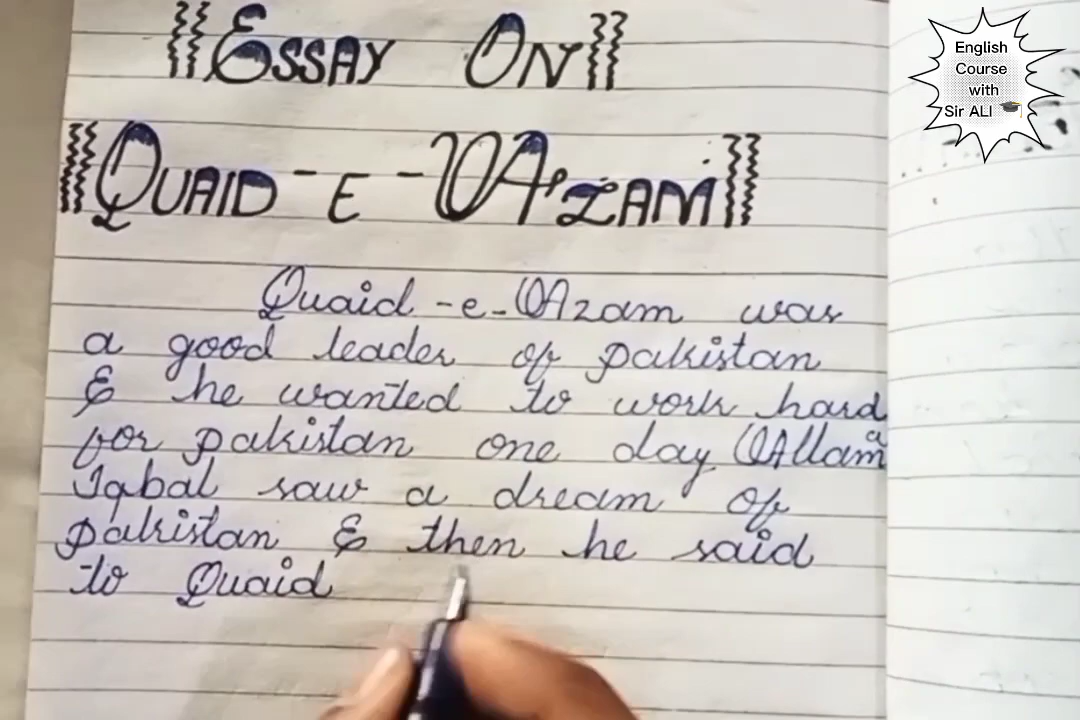 Essay On
Quaid-e-A'zam
Quaid-e-Azam was
a good leader of pakistan
& he wanted to work hard
for pakistan one day Allama
Iqbal saw a dream of
pakistan & then he said
to Quaid
English
Course
with
Sir ALI